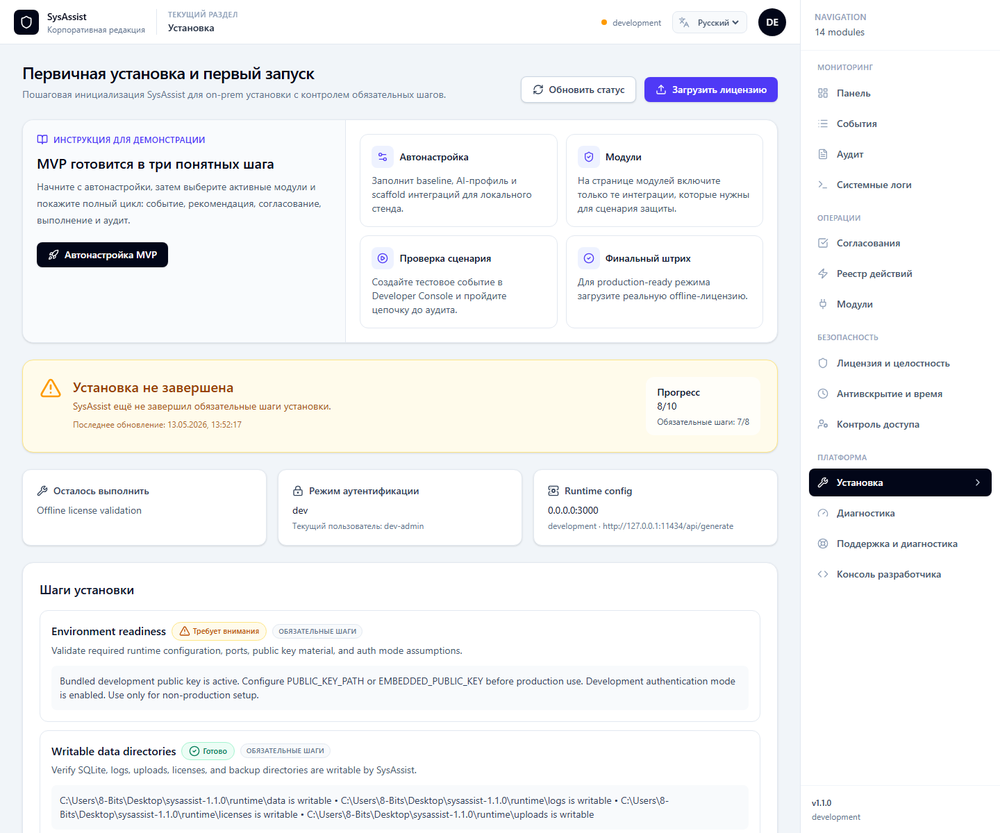 SysAssist
Корпоративная редакция
ТЕКУЩИЙ РАЗДЕЛ
Установка
development
Русский
DE
Первичная установка и первый запуск
Пошаговая инициализация SysAssist для on-prem установки с контролем обязательных шагов.
Обновить статус
Загрузить лицензию
ИНСТРУКЦИЯ ДЛЯ ДЕМОНСТРАЦИИ
MVP готовится в три понятных шага
Начните с автонастройки, затем выберите активные модули и
покажите полный цикл: событие, рекомендация, согласование,
выполнение и аудит.
Автонастройка MVP
Автонастройка
Заполнит baseline, AI-профиль и
scaffold интеграций для локального
стенда.
Модули
На странице модулей включите
только те интеграции, которые нужны
для сценария защиты.
Проверка сценария
Создайте тестовое событие в
Developer Console и пройдите
цепочку до аудита.
Финальный штрих
Для production-ready режима
загрузите реальную offline-лицензию.
Установка не завершена
SysAssist ещё не завершил обязательные шаги установки.
Последнее обновление: 13.05.2026, 13:52:17
Прогресс
8/10
Обязательные шаги: 7/8
Осталось выполнить
Offline license validation
Режим аутентификации
dev
Текущий пользователь: dev-admin
Runtime config
0.0.0.0:3000
development · http://127.0.0.1:11434/api/generate
Шаги установки
Environment readiness
Требует внимания
ОБЯЗАТЕЛЬНЫЕ ШАГИ
Validate required runtime configuration, ports, public key material, and auth mode assumptions.
Bundled development public key is active. Configure PUBLIC_KEY_PATH or EMBEDDED_PUBLIC_KEY before production use. Development authentication mode
is enabled. Use only for non-production setup.
Writable data directories
Готово
ОБЯЗАТЕЛЬНЫЕ ШАГИ
Verify SQLite, logs, uploads, licenses, and backup directories are writable by SysAssist.
C:\Users\8-Bits\Desktop\sysassist-1.1.0\runtime\data is writable • C:\Users\8-Bits\Desktop\sysassist-1.1.0\runtime\logs is writable • C:\Users\8-
Bits\Desktop\sysassist-1.1.0\runtime\licenses is writable • C:\Users\8-Bits\Desktop\sysassist-1.1.0\runtime\uploads is writable
NAVIGATION
14 modules
МОНИТОРИНГ
Панель
События
Аудит
Системные логи
ОПЕРАЦИИ
Согласования
Реестр действий
Модули
БЕЗОПАСНОСТЬ
Лицензия и целостность
Антивскрытие и время
Контроль доступа
ПЛАТФОРМА
Установка
Диагностика
Поддержка и диагностика
Консоль разработчика
v1.1.0
development